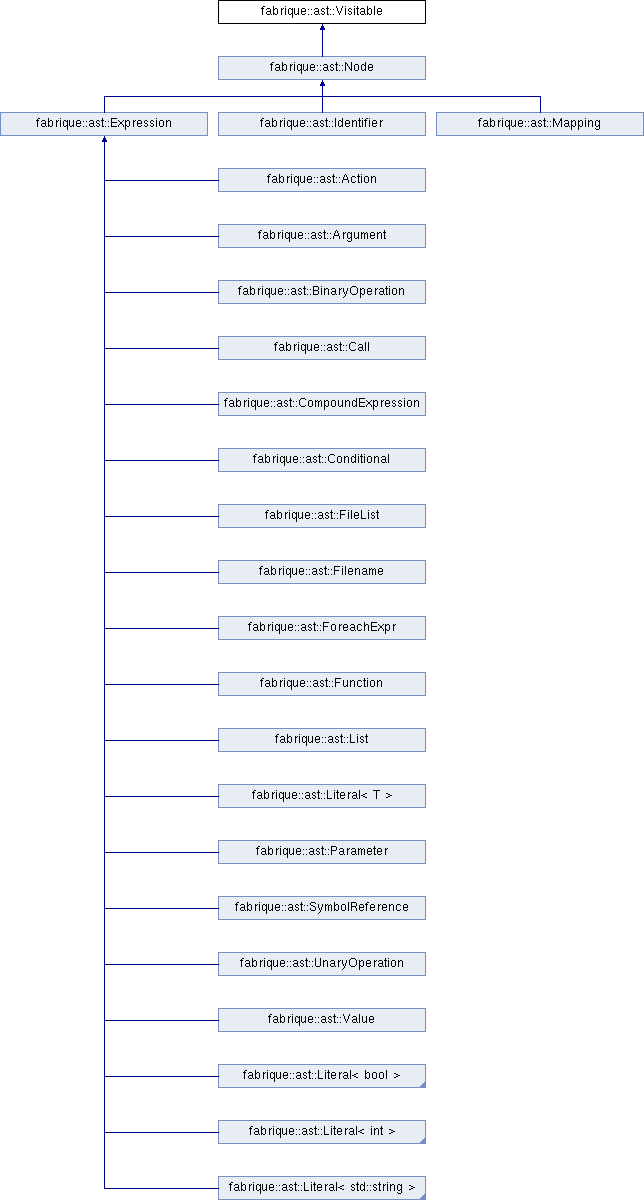 fabrique::ast::Visitable
fabrique::ast::Node
fabrique::ast::Expression
fabrique::ast::Identifier
fabrique::ast::Mapping
fabrique::ast::Action
fabrique::ast::Argument
fabrique::ast::BinaryOperation
fabrique::ast::Call
fabrique::ast::CompoundExpression
fabrique::ast::Conditional
fabrique::ast::FileList
fabrique::ast::Filename
fabrique::ast::ForeachExpr
fabrique::ast::Function
fabrique::ast::List
fabrique::ast::Literal< T >
fabrique::ast::Parameter
fabrique::ast::SymbolReference
fabrique::ast::UnaryOperation
fabrique::ast::Value
fabrique::ast::Literal< bool >
fabrique::ast::Literal< int >
fabrique::ast::Literal< std::string >